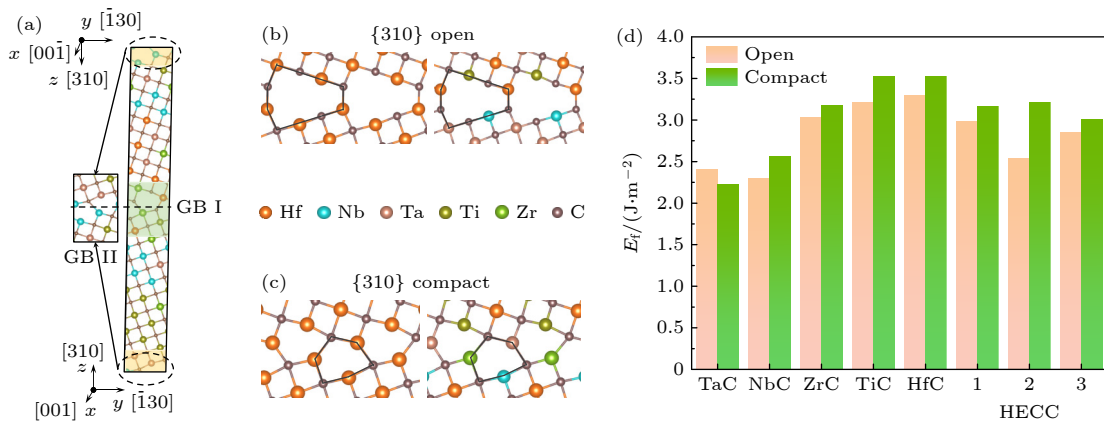 (a)
y [1̄30]
x [001̄]
z [310]
GB I
GB II
[310]
z
[001] x
y [1̄30]
(b)
{310} open
Hf Nb Ta Ti Zr C
(c)
{310} compact
(d)
Open
Compact
E_f/(J·m⁻²)
4.0
3.5
3.0
2.5
2.0
1.5
1.0
0.5
0
TaC NbC ZrC TiC HfC 1 2 3
HECC